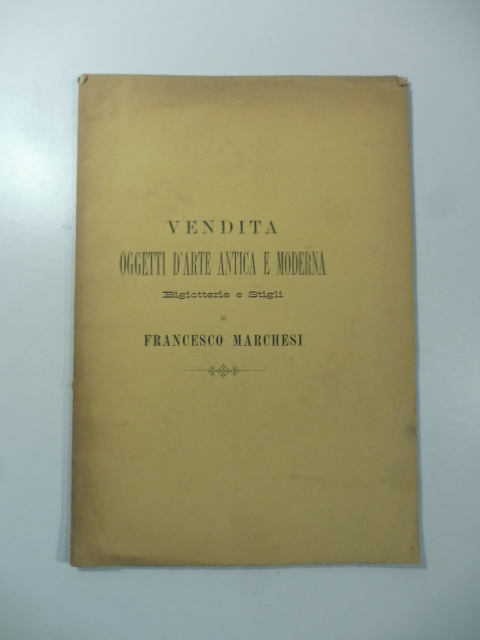 VENDITA
OGGETTI D'ARTE ANTICA E MODERNA
Bigiotterie e Stigli
DI
FRANCESCO MARCHESI